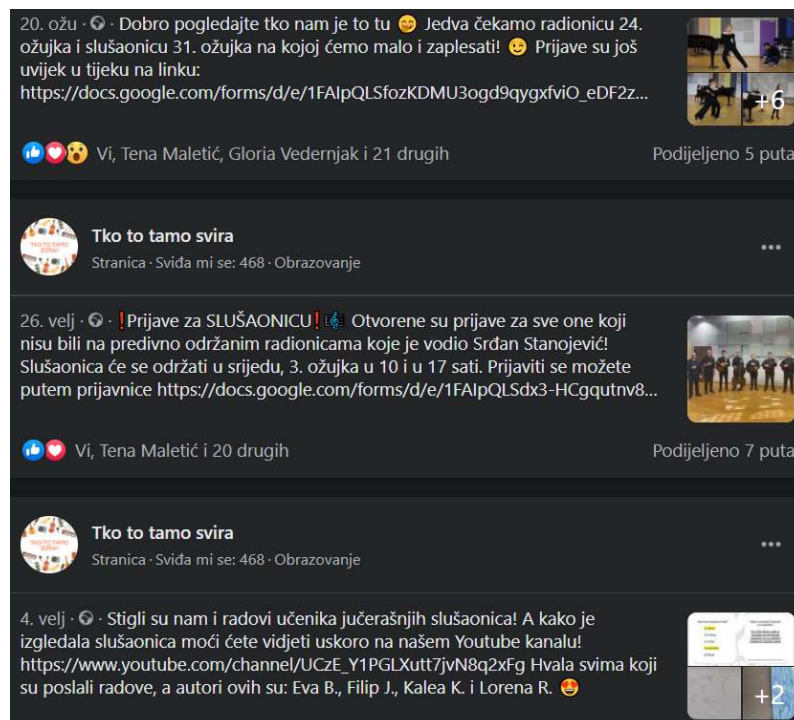 20. ožu · · Dobro pogledajte tko nam je to tu 😋 Jedva čekamo radionicu 24.
ožujka i slušaonicu 31. ožujka na kojoj ćemo malo i zaplesati! 😉 Prijave su još
uvijek u tijeku na linku:
https://docs.google.com/forms/d/e/1FAIpQLSfozKDMU3ogd9qygxfviO_eDF2z...
+6
Vi, Tena Maletić, Gloria Vedernjak i 21 drugih
Podijeljeno 5 puta
Tko to tamo svira
Stranica · Sviđa mi se: 468 · Obrazovanje
26. velj · · ❗Prijave za SLUŠAONICU❗🎼 Otvorene su prijave za sve one koji
nisu bili na predivno održanim radionicama koje je vodio Srđan Stanojević!
Slušaonica će se održati u srijedu, 3. ožujka u 10 i u 17 sati. Prijaviti se možete
putem prijavnice https://docs.google.com/forms/d/e/1FAIpQLSdx3-HCgqutnv8...
Vi, Tena Maletić i 20 drugih
Podijeljeno 7 puta
Tko to tamo svira
Stranica · Sviđa mi se: 468 · Obrazovanje
4. velj · · Stigli su nam i radovi učenika jučerašnjih slušaonica! A kako je
izgledala slušaonica moći ćete vidjeti uskoro na našem Youtube kanalu!
https://www.youtube.com/channel/UCzE_Y1PGLXutt7jvN8q2xFg Hvala svima koji
su poslali radove, a autori ovih su: Eva B., Filip J., Kalea K. i Lorena R. 😍
+2